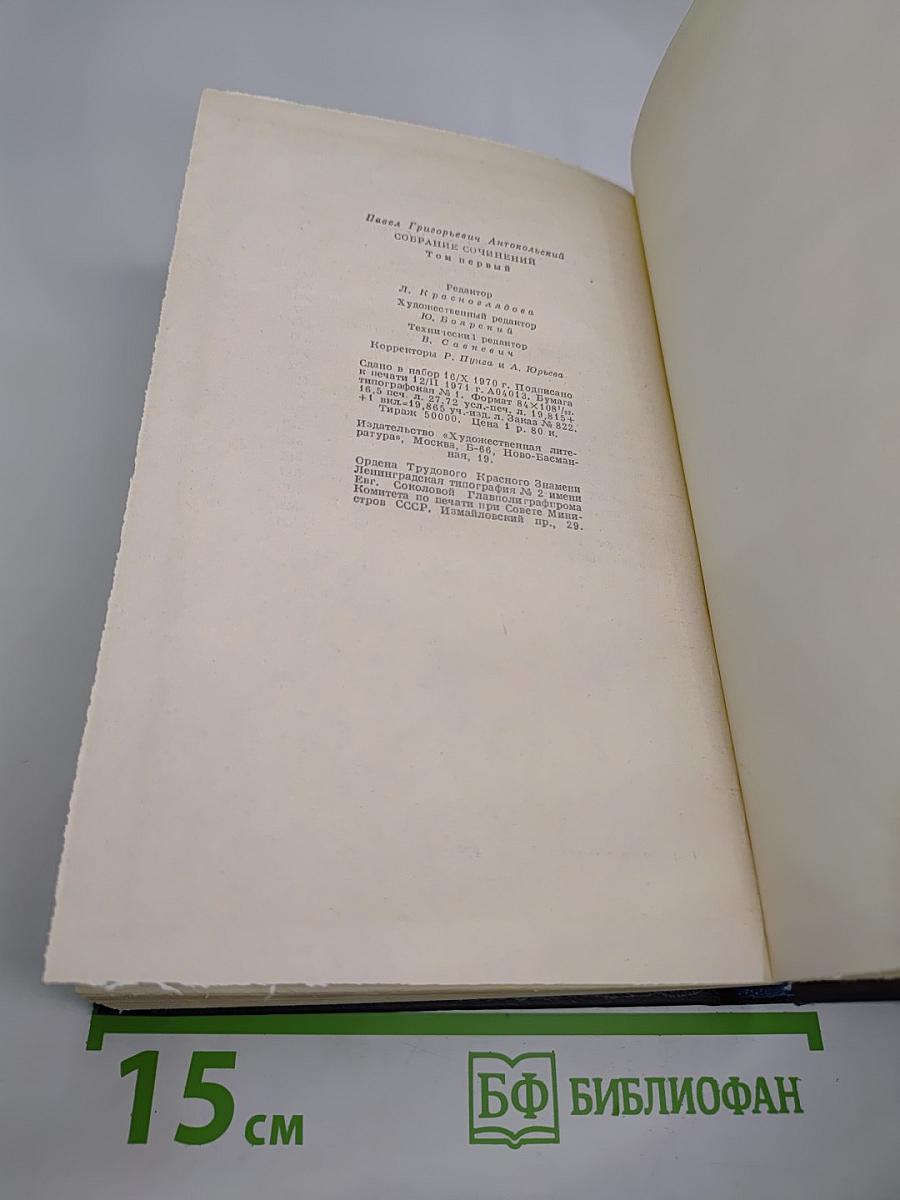 Павел Григорьевич Антокольский
СОБРАНИЕ СОЧИНЕНИЙ
Том первый
Редактор
Л. Красноглядова
Художественный редактор
Ю. Боярский
Технический редактор
В. Савкевич
Корректоры Р. Пунга и А. Юрьева
Сдано в набор 16/X 1970 г. Подписано
к печати 12/II 1971 г. А04013. Бумага
типографская № 1. Формат 84×108¹/₃₂.
16,5 печ. л. 27,72 усл.-печ. л. 19,815+
+1 вкл.=19,865 уч.-изд. л. Заказ № 822.
Тираж 50000. Цена 1 р. 80 к.
Издательство «Художественная лите-
ратура», Москва, Б-66, Ново-Басман-
ная, 19.
Ордена Трудового Красного Знамени
Ленинградская типография № 2 имени
Евг. Соколовой Главполиграфпрома
Комитета по печати при Совете Мини-
стров СССР. Измайловский пр., 29.
15 см
БФ БИБЛИОФАН